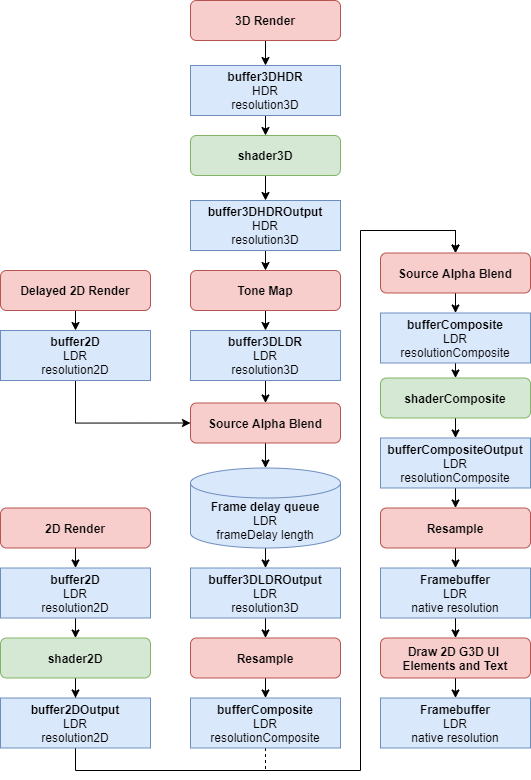 3D Render
buffer3DHDR
HDR
resolution3D
shader3D
buffer3DHDROutput
HDR
resolution3D
Tone Map
buffer3DLDR
LDR
resolution3D
Delayed 2D Render
buffer2D
LDR
resolution2D
Source Alpha Blend
Frame delay queue
LDR
frameDelay length
buffer3DLDROutput
LDR
resolution3D
Resample
bufferComposite
LDR
resolutionComposite
2D Render
buffer2D
LDR
resolution2D
shader2D
buffer2DOutput
LDR
resolution2D
Source Alpha Blend
bufferComposite
LDR
resolutionComposite
shaderComposite
bufferCompositeOutput
LDR
resolutionComposite
Resample
Framebuffer
LDR
native resolution
Draw 2D G3D UI
Elements and Text
Framebuffer
LDR
native resolution